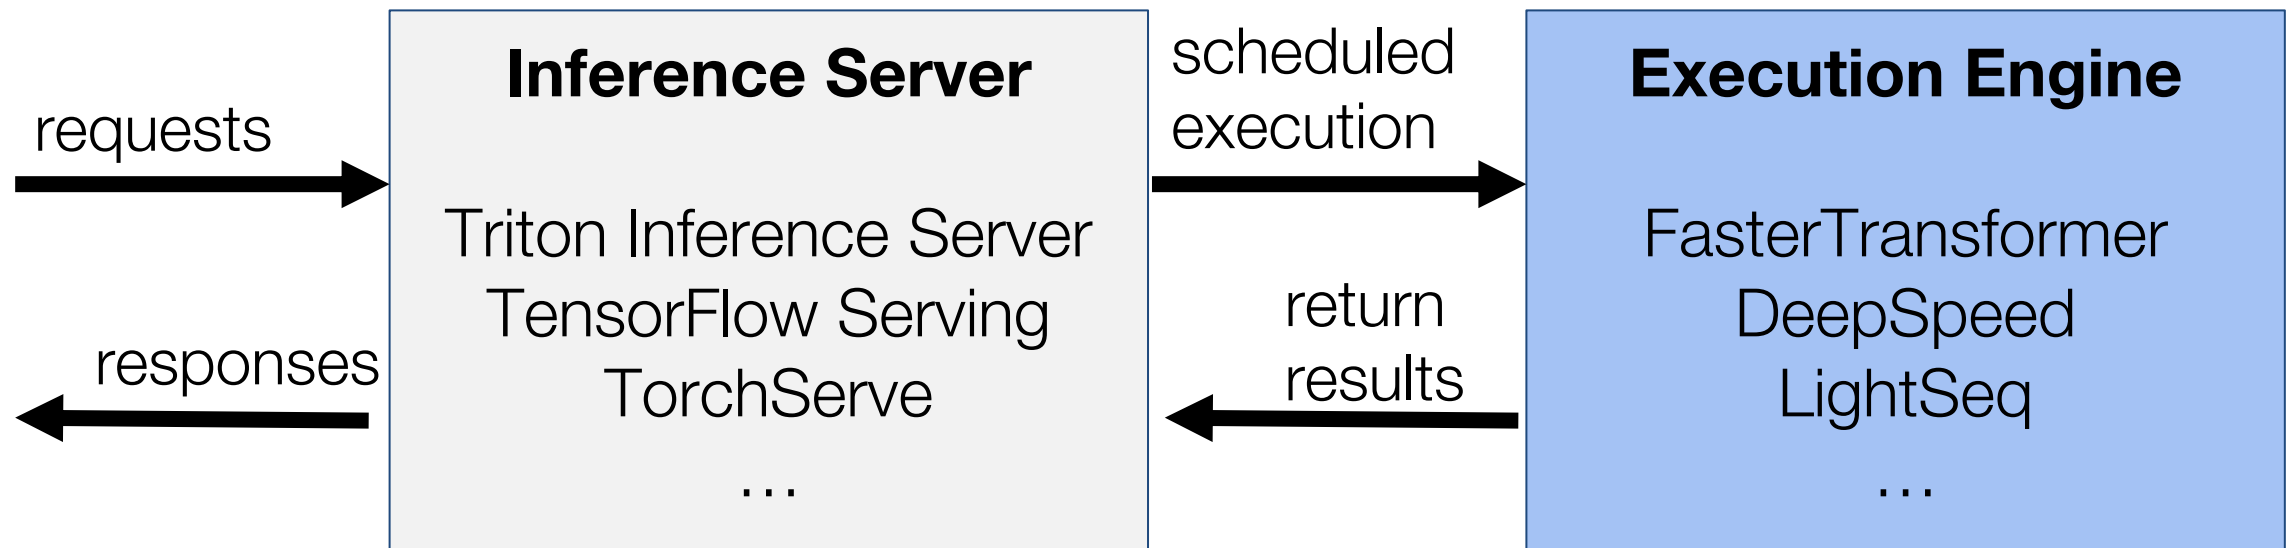 requests
responses
Inference Server
Triton Inference Server
TensorFlow Serving
TorchServe
...
scheduled
execution
return
results
Execution Engine
FasterTransformer
DeepSpeed
LightSeq
...